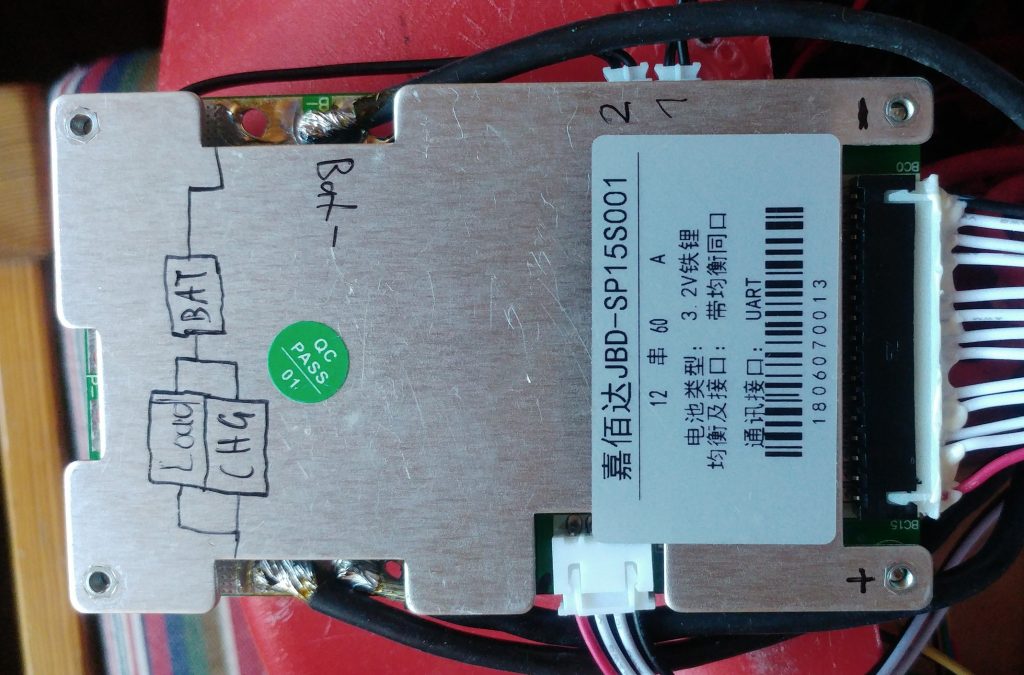 嘉佰达JBD-SP15S001
12 串 60 A
电池类型: 3.2V铁锂
均衡及接口: 带均衡同口
通讯接口: UART
1806070013
QC
PASS
01.
Bat-
BAT
Load
CHG
2
1
-
+
BC0
BC15
P-